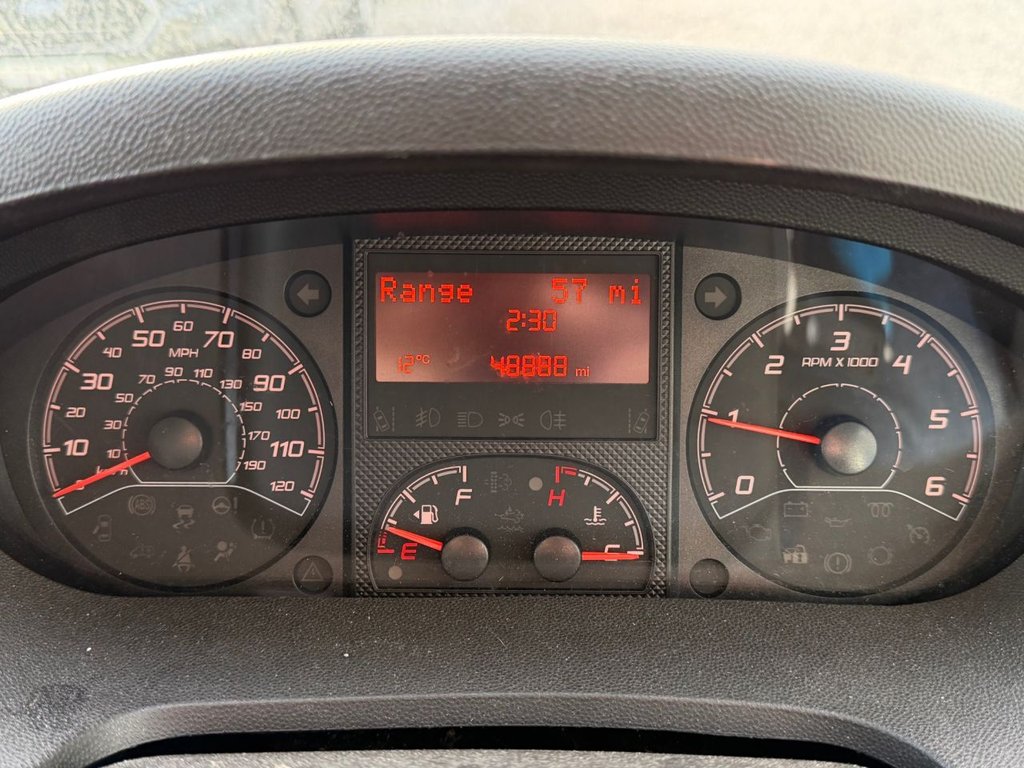 Range 57 mi
2:30
12°C mi
10 20 30 40 50 60 70 80 90 100 110 120
MPH
10 30 50 70 90 110 130 150 170 190
km/h
F
E
H
C
0 1 2 3 4 5 6
RPM X 1000
ABS